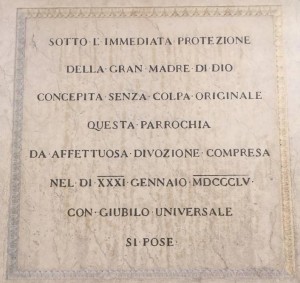 SOTTO L'IMMEDIATA PROTEZIONE
DELLA·GRAN·MADRE·DI·DIO
CONCEPITA·SENZA·COLPA·ORIGINALE
QUESTA·PARROCHIA
DA·AFFETTUOSA·DIVOZIONE·COMPRESA
NEL·DI·XXXI·GENNAIO·MDCCCLV·
CON·GIUBILO·UNIVERSALE
SI·POSE·